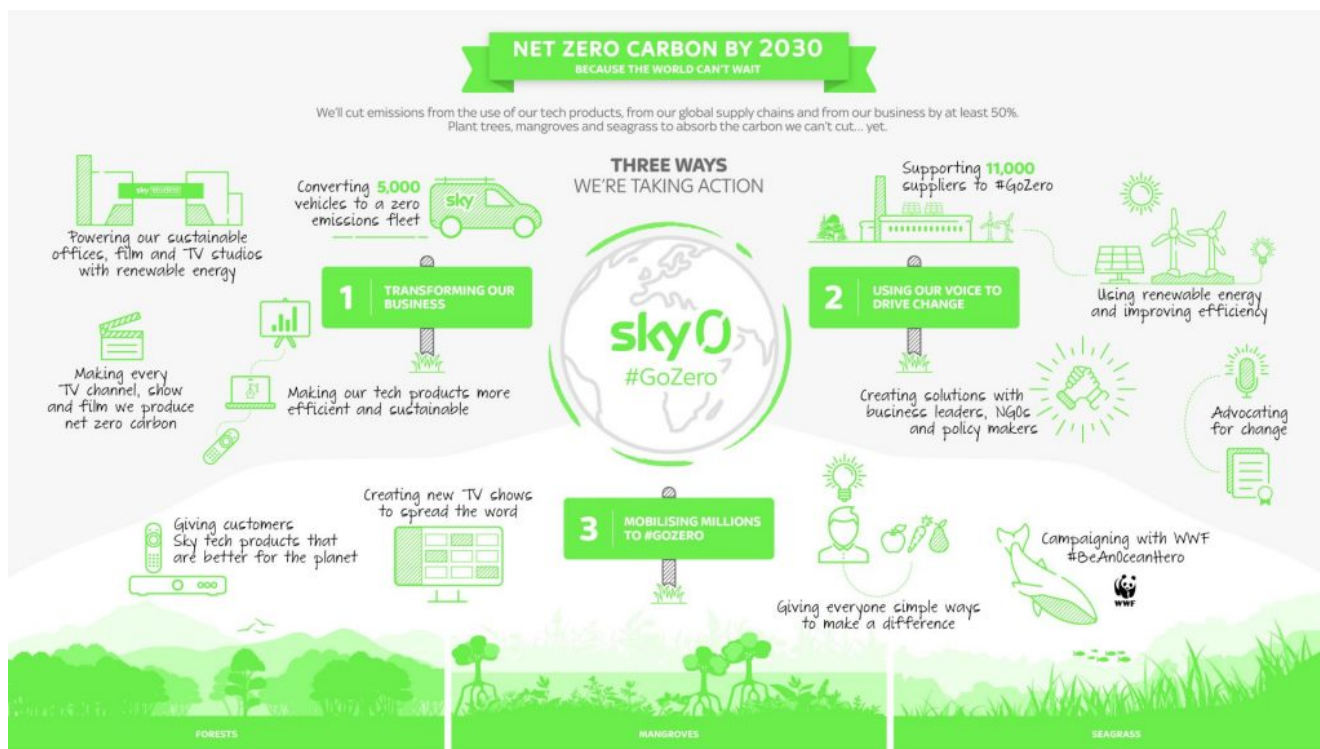 NET ZERO CARBON BY 2030
BECAUSE THE WORLD CAN'T WAIT
We'll cut emissions from the use of our tech products, from our global supply chains and from our business by at least 50%.
Plant trees, mangroves and seagrass to absorb the carbon we can't cut... yet.
THREE WAYS
WE'RE TAKING ACTION
sky studios
Powering our sustainable
offices, film and TV studios
with renewable energy
Converting 5,000
vehicles to a zero
emissions fleet
sky
1
TRANSFORMING OUR
BUSINESS
Making every
TV channel, show
and film we produce
net zero carbon
Making our tech products more
efficient and sustainable
sky 0
#GoZero
Supporting 11,000
suppliers to #GoZero
2
USING OUR VOICE TO
DRIVE CHANGE
Using renewable energy
and improving efficiency
Creating solutions with
business leaders, NGOs
and policy makers
Advocating
for change
3
MOBILISING MILLIONS
TO #GOZERO
Giving customers
Sky tech products that
are better for the planet
Creating new TV shows
to spread the word
Giving everyone simple ways
to make a difference
Campaigning with WWF
#BeAnOceanHero
WWF
FORESTS
MANGROVES
SEAGRASS